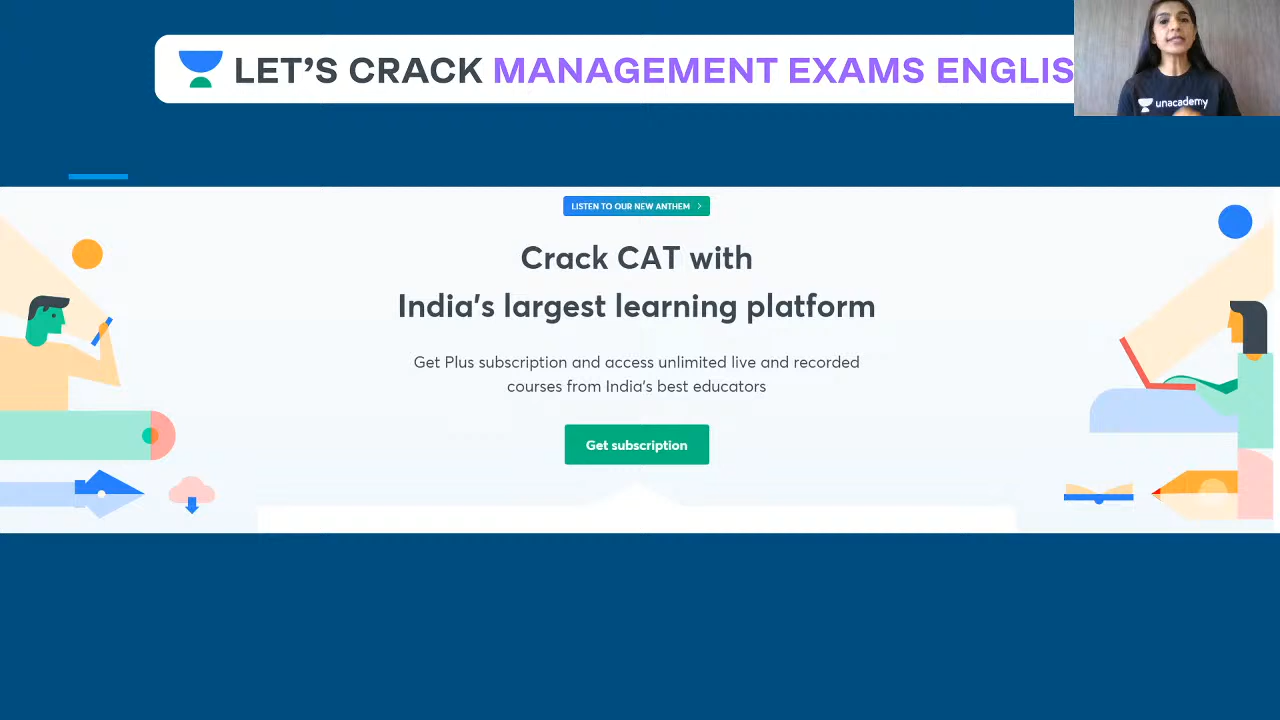 LET'S CRACK MANAGEMENT EXAMS ENGLIS
unacademy
LISTEN TO OUR NEW ANTHEM
Crack CAT with
India's largest learning platform
Get Plus subscription and access unlimited live and recorded
courses from India's best educators
Get subscription